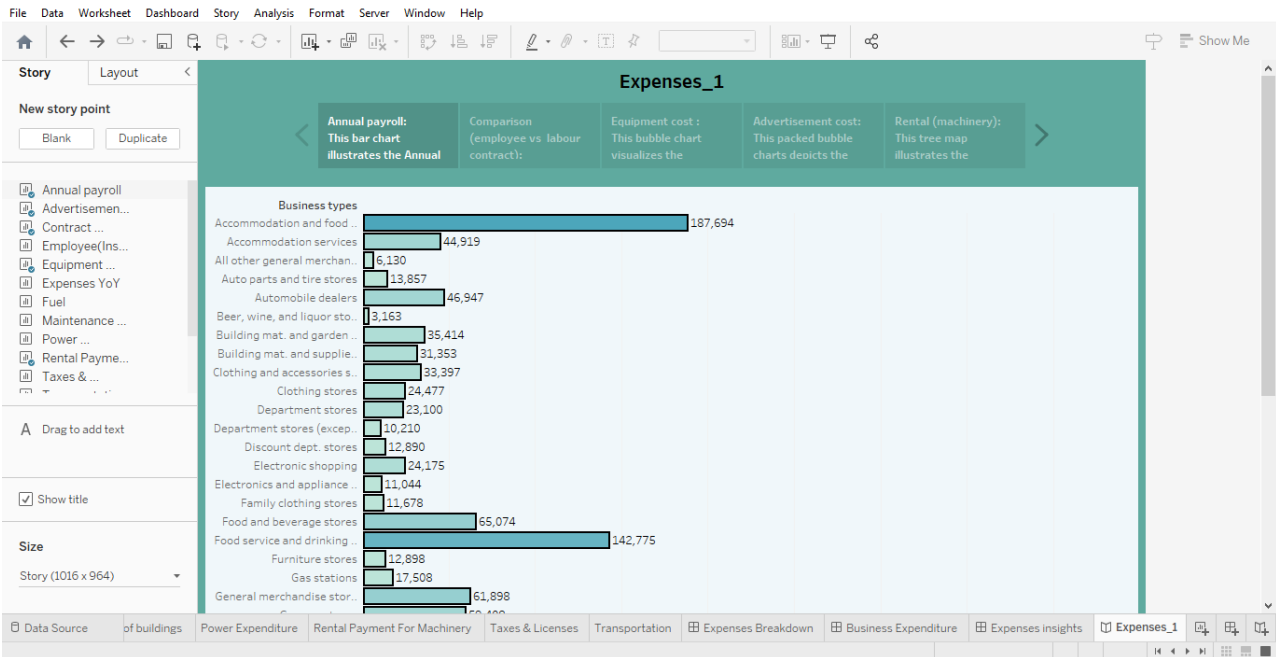 File Data Worksheet Dashboard Story Analysis Format Server Window Help
Show Me
Story Layout
New story point
Blank Duplicate
Annual payroll
Advertisemen...
Contract ...
Employee(Ins...
Equipment ...
Expenses YoY
Fuel
Maintenance ...
Power ...
Rental Payme...
Taxes & ...
A Drag to add text
Show title
Size
Story (1016 x 964)
Expenses_1
Annual payroll:
This bar chart
illustrates the Annual
Comparison
(employee vs labour
contract):
Equipment cost :
This bubble chart
visualizes the
Advertisement cost:
This packed bubble
charts depicts the
Rental (machinery):
This tree map
illustrates the
Business types
Accommodation and food .. 187,694
Accommodation services 44,919
All other general merchan.. 6,130
Auto parts and tire stores 13,857
Automobile dealers 46,947
Beer, wine, and liquor sto.. 3,163
Building mat. and garden .. 35,414
Building mat. and supplie.. 31,353
Clothing and accessories s.. 33,397
Clothing stores 24,477
Department stores 23,100
Department stores (excep.. 10,210
Discount dept. stores 12,890
Electronic shopping 24,175
Electronics and appliance .. 11,044
Family clothing stores 11,678
Food and beverage stores 65,074
Food service and drinking .. 142,775
Furniture stores 12,898
Gas stations 17,508
General merchandise stor.. 61,898
Data Source of buildings Power Expenditure Rental Payment For Machinery Taxes & Licenses Transportation Expenses Breakdown Business Expenditure Expenses insights Expenses_1